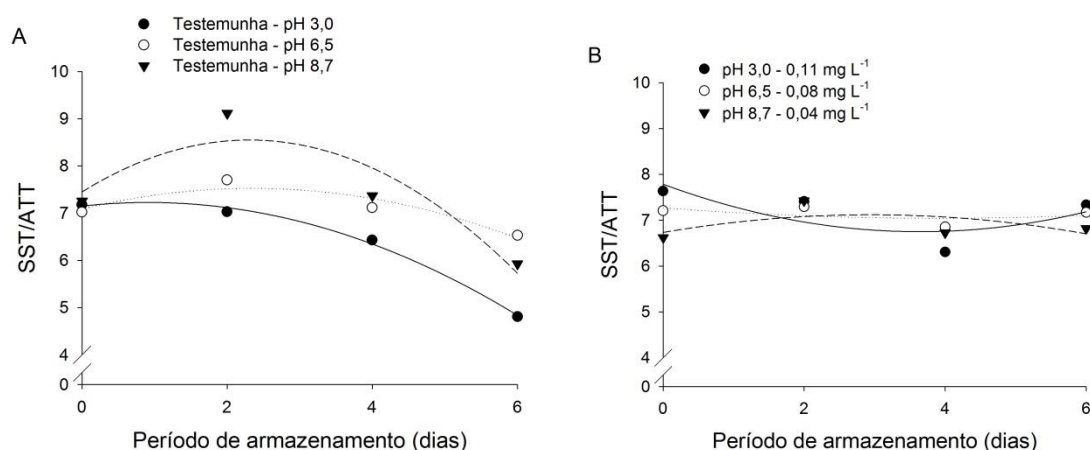 A
Testemunha - pH 3,0
Testemunha - pH 6,5
Testemunha - pH 8,7
10
9
8
7
6
5
4
0
SST/ATT
0 2 4 6
Período de armazenamento (dias)
B
pH 3,0 - 0,11 mg L⁻¹
pH 6,5 - 0,08 mg L⁻¹
pH 8,7 - 0,04 mg L⁻¹
10
9
8
7
6
5
4
0
SST/ATT
0 2 4 6
Período de armazenamento (dias)